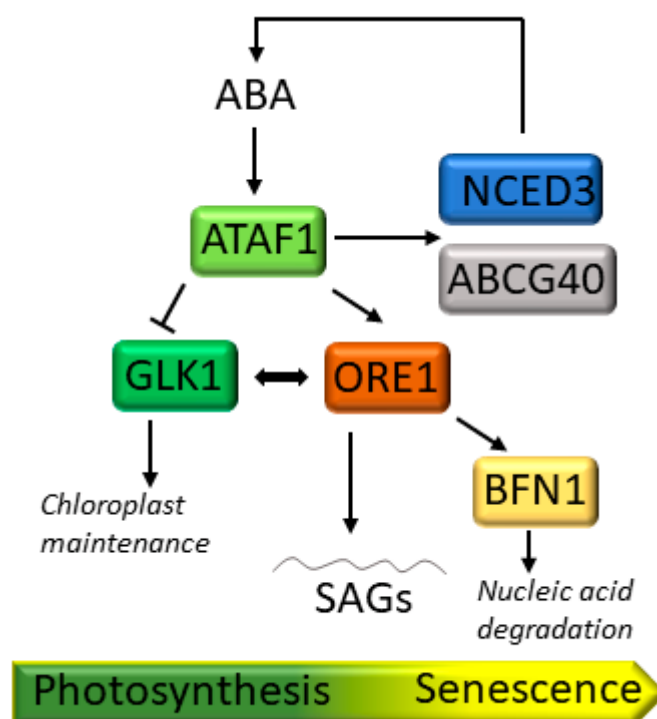 ABA
NCED3
ATAF1
ABCG40
GLK1
ORE1
BFN1
Chloroplast
maintenance
SAGs
Nucleic acid
degradation
Photosynthesis
Senescence